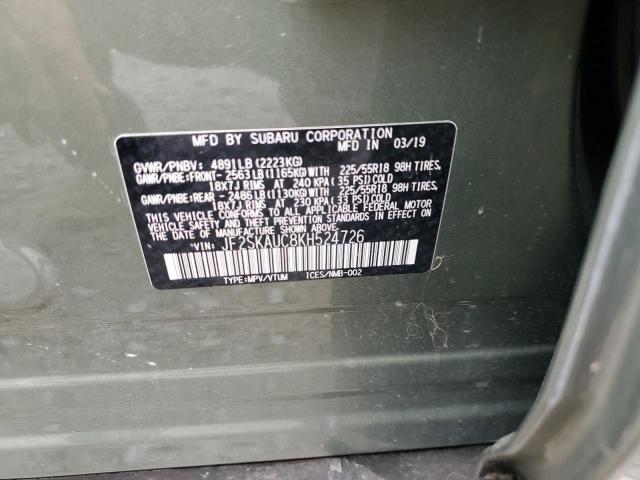 MFD BY SUBARU CORPORATION
MFD IN 03/19
GVWR/PNBV: 4891LB(2223KG)
GAWR/PNBE:FRONT- 2563LB(1165KG)WITH 225/55R18 98H TIRES,
18X7J RIMS AT 240 KPA(35 PSI)COLD
GAWR/PNBE:REAR - 2486LB(1130KG)WITH 225/55R18 98H TIRES,
18X7J RIMS AT 230 KPA(33 PSI)COLD
THIS VEHICLE CONFORMS TO ALL APPLICABLE FEDERAL MOTOR
VEHICLE SAFETY STANDARDS IN EFFECT ON THE DATE OF
MANUFACTURE SHOWN ABOVE.
VIN: JF2SKAUC8KH524726
TYPE:MPV/VTUM ICES/NMB-002